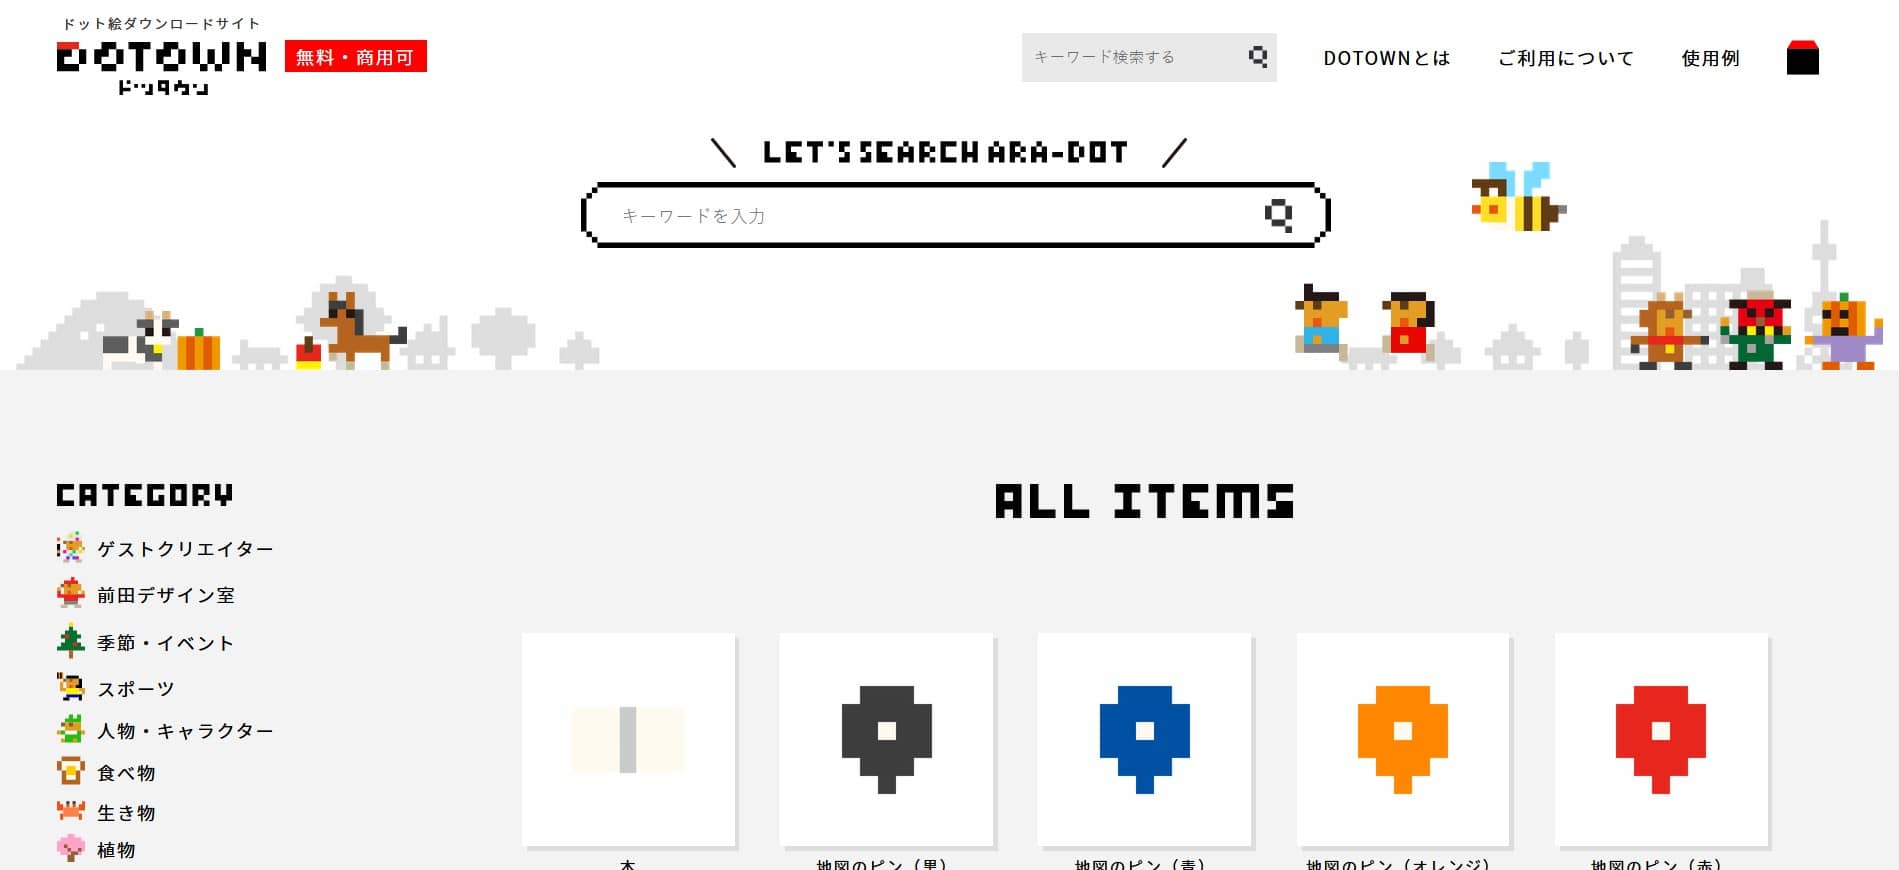 ドット絵ダウンロードサイト
DOTOWN
ドッタウン
無料・商用可
キーワード検索する
DOTOWNとは
ご利用について
使用例
LET'S SEARCH ARA-DOT
キーワードを入力
CATEGORY
ゲストクリエイター
前田デザイン室
季節・イベント
スポーツ
人物・キャラクター
食べ物
生き物
植物
ALL ITEMS
地図のピン（黒）
地図のピン（青）
地図のピン（オレンジ）
地図のピン（赤）